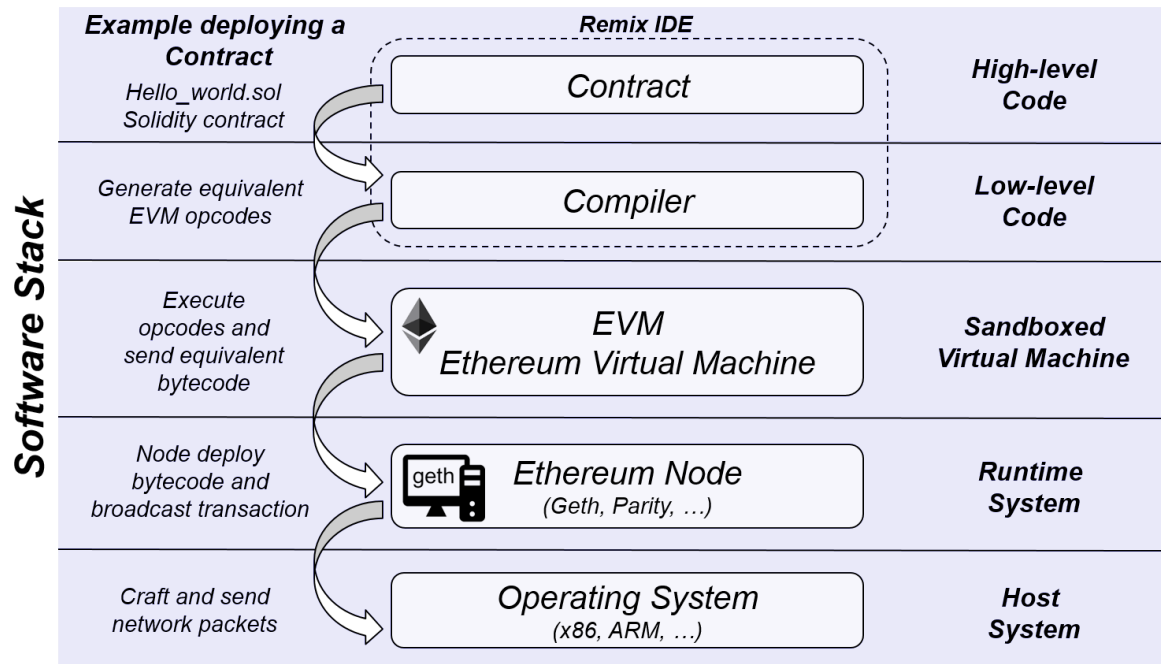 Software Stack
Example deploying a
Contract
Hello_world.sol
Solidity contract
Remix IDE
Contract
High-level
Code
Generate equivalent
EVM opcodes
Compiler
Low-level
Code
Execute
opcodes and
send equivalent
bytecode
EVM
Ethereum Virtual Machine
Sandboxed
Virtual Machine
Node deploy
bytecode and
broadcast transaction
geth
Ethereum Node
(Geth, Parity, …)
Runtime
System
Craft and send
network packets
Operating System
(x86, ARM, …)
Host
System